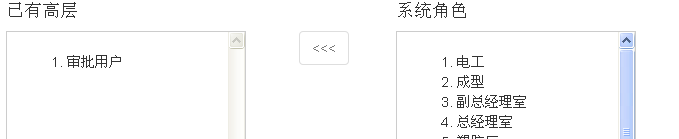 已有高层
1. 审批用户
<<<
系统角色
1. 电工
2. 成型
3. 副总经理室
4. 总经理室